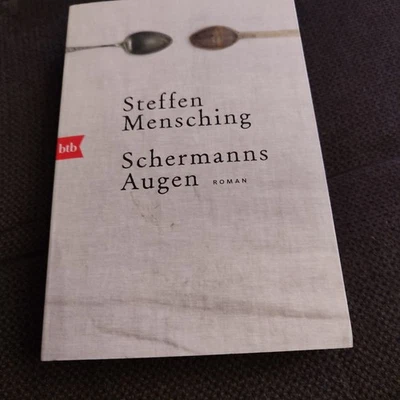 Steffen
Mensching
btb
Schermanns
Augen ROMAN